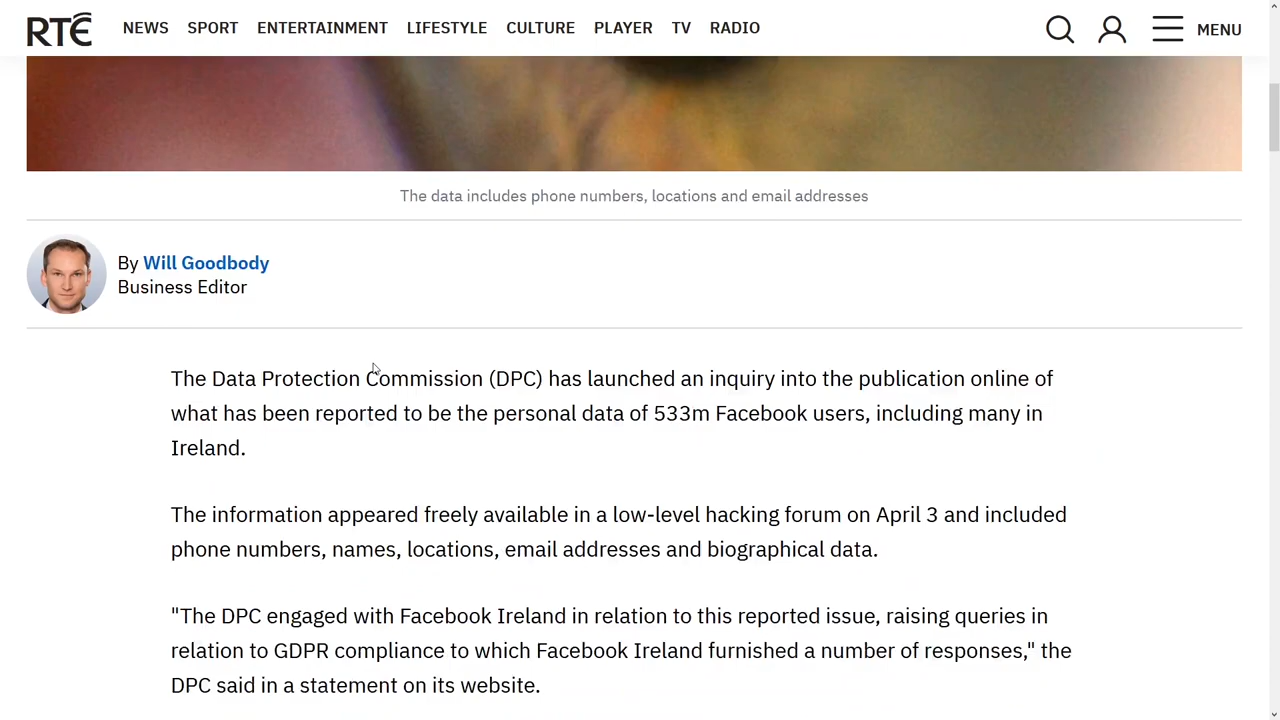 RTÉ NEWS SPORT ENTERTAINMENT LIFESTYLE CULTURE PLAYER TV RADIO MENU
The data includes phone numbers, locations and email addresses
By Will Goodbody
Business Editor
The Data Protection Commission (DPC) has launched an inquiry into the publication online of
what has been reported to be the personal data of 533m Facebook users, including many in
Ireland.
The information appeared freely available in a low-level hacking forum on April 3 and included
phone numbers, names, locations, email addresses and biographical data.
"The DPC engaged with Facebook Ireland in relation to this reported issue, raising queries in
relation to GDPR compliance to which Facebook Ireland furnished a number of responses," the
DPC said in a statement on its website.